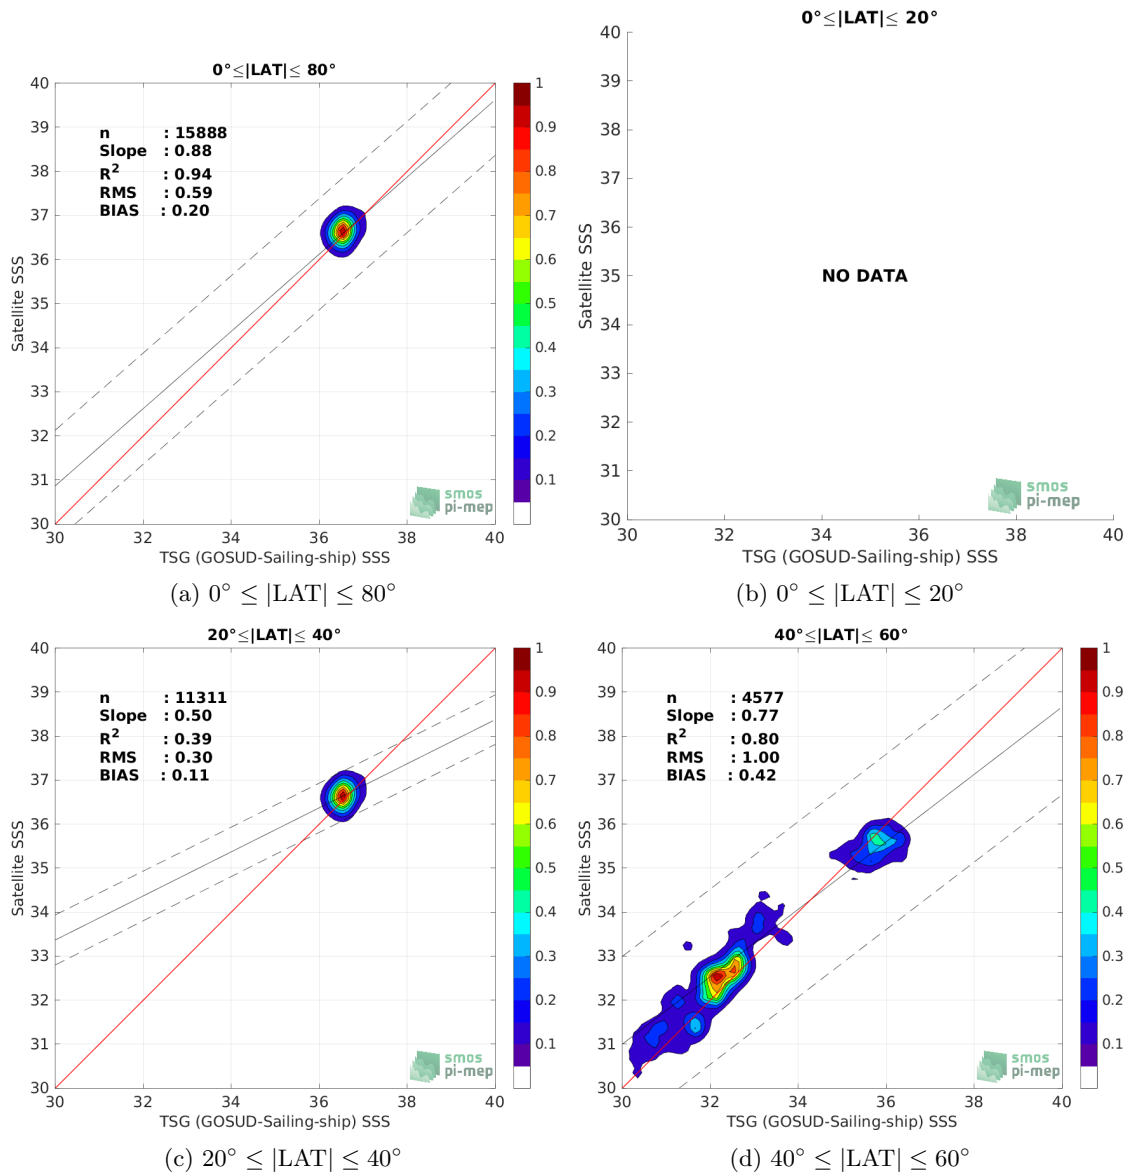 0°≤|LAT|≤ 80°
n : 15888
Slope : 0.88
R² : 0.94
RMS : 0.59
BIAS : 0.20
40
39
38
37
36
35
34
33
32
31
30
Satellite SSS
30 32 34 36 38 40
TSG (GOSUD-Sailing-ship) SSS
1
0.9
0.8
0.7
0.6
0.5
0.4
0.3
0.2
0.1
smos
pi-mep
(a) 0° ≤ |LAT| ≤ 80°
0°≤|LAT|≤ 20°
40
39
38
37
36
35
34
33
32
31
30
Satellite SSS
NO DATA
smos
pi-mep
30 32 34 36 38 40
TSG (GOSUD-Sailing-ship) SSS
(b) 0° ≤ |LAT| ≤ 20°
20°≤|LAT|≤ 40°
n : 11311
Slope : 0.50
R² : 0.39
RMS : 0.30
BIAS : 0.11
40
39
38
37
36
35
34
33
32
31
30
Satellite SSS
30 32 34 36 38 40
TSG (GOSUD-Sailing-ship) SSS
1
0.9
0.8
0.7
0.6
0.5
0.4
0.3
0.2
0.1
smos
pi-mep
(c) 20° ≤ |LAT| ≤ 40°
40°≤|LAT|≤ 60°
n : 4577
Slope : 0.77
R² : 0.80
RMS : 1.00
BIAS : 0.42
40
39
38
37
36
35
34
33
32
31
30
Satellite SSS
30 32 34 36 38 40
TSG (GOSUD-Sailing-ship) SSS
1
0.9
0.8
0.7
0.6
0.5
0.4
0.3
0.2
0.1
smos
pi-mep
(d) 40° ≤ |LAT| ≤ 60°